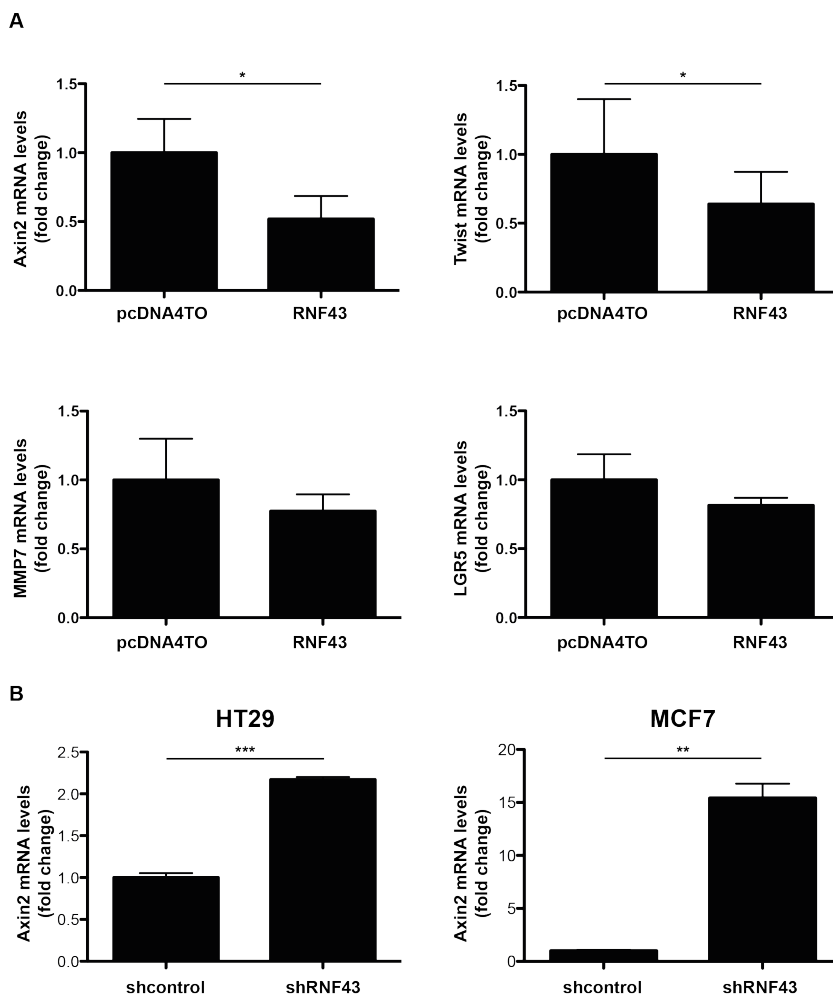 A
*
1.5
1.0
0.5
0.0
Axin2 mRNA levels
(fold change)
pcDNA4TO RNF43
*
1.5
1.0
0.5
0.0
Twist mRNA levels
(fold change)
pcDNA4TO RNF43
1.5
1.0
0.5
0.0
MMP7 mRNA levels
(fold change)
pcDNA4TO RNF43
1.5
1.0
0.5
0.0
LGR5 mRNA levels
(fold change)
pcDNA4TO RNF43
B
HT29
***
2.5
2.0
1.5
1.0
0.5
0.0
Axin2 mRNA levels
(fold change)
shcontrol shRNF43
MCF7
**
20
15
10
5
0
Axin2 mRNA levels
(fold change)
shcontrol shRNF43